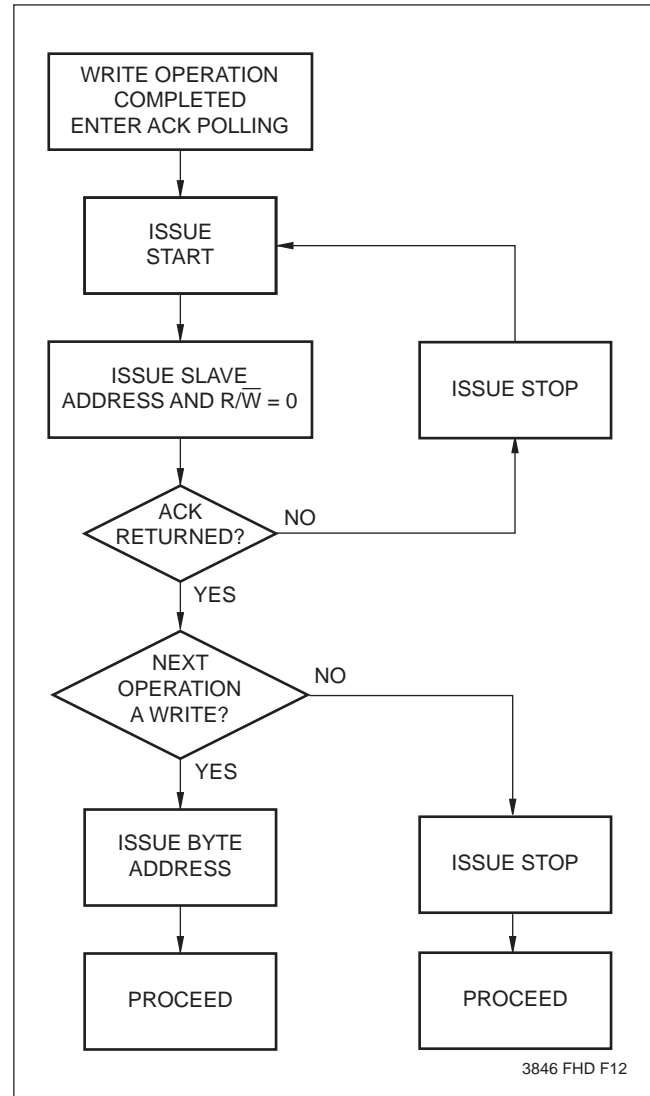 WRITE OPERATION
COMPLETED
ENTER ACK POLLING
ISSUE
START
ISSUE SLAVE
ADDRESS AND R/W̅ = 0
ISSUE STOP
ACK
RETURNED?
NO
YES
NEXT
OPERATION
A WRITE?
NO
YES
ISSUE BYTE
ADDRESS
ISSUE STOP
PROCEED
PROCEED
3846 FHD F12